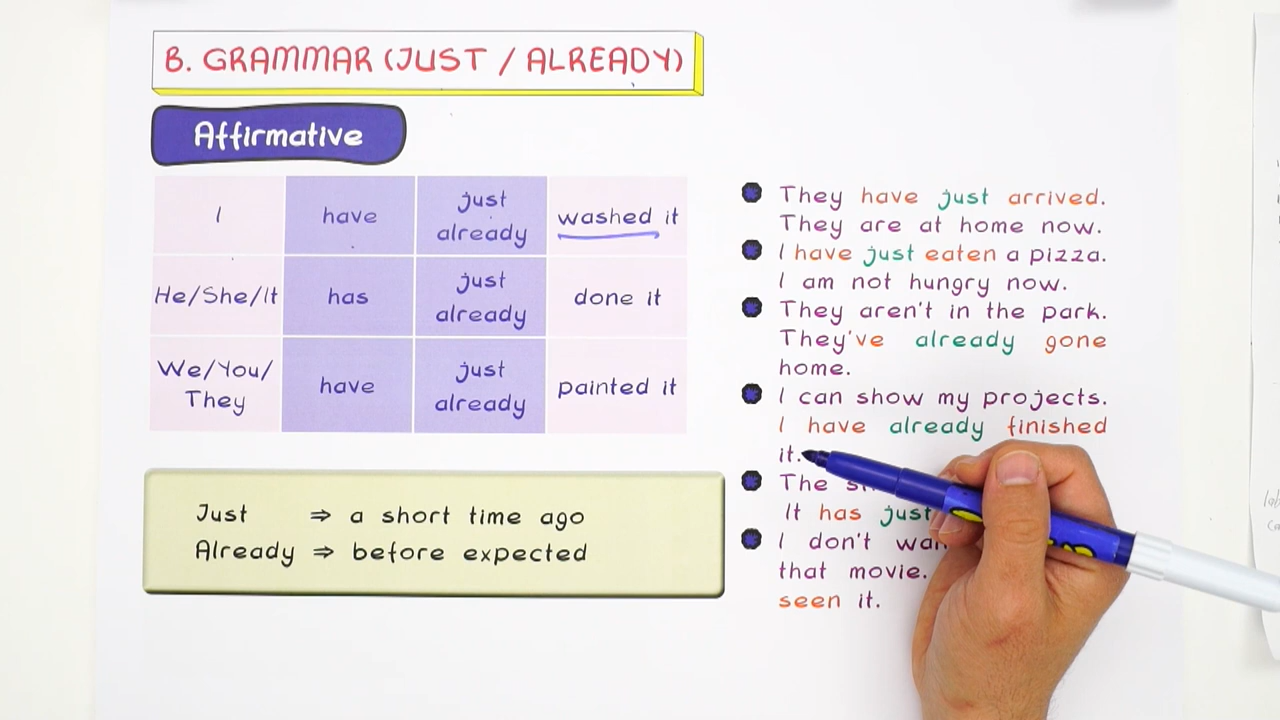 B. GRAMMAR (JUST / ALREADY)
Affirmative
I have just already washed it
He/She/It has just already done it
We/You/They have just already painted it
Just ⇒ a short time ago
Already ⇒ before expected
They have just arrived.
They are at home now.
I have just eaten a pizza.
I am not hungry now.
They aren't in the park.
They've already gone
home.
I can show my projects.
I have already finished
it.
The
It has just
I don't
that movie.
seen it.